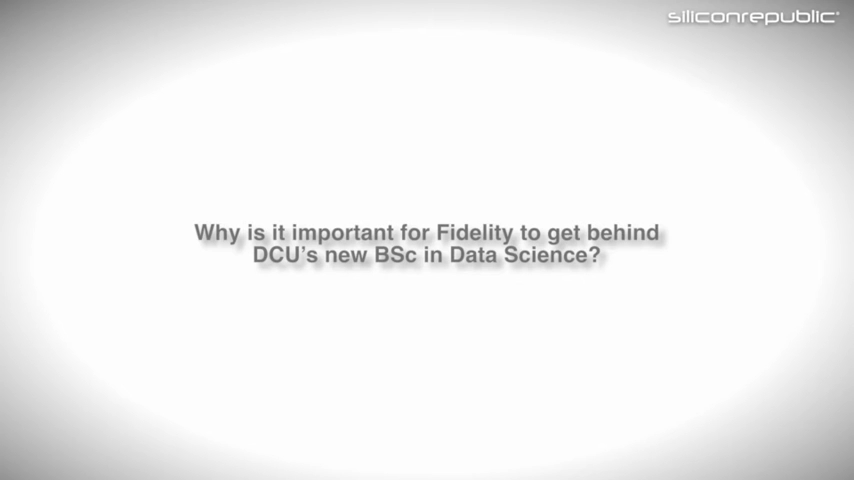 siliconrepublic
Why is it important for Fidelity to get behind
DCU's new BSc in Data Science?